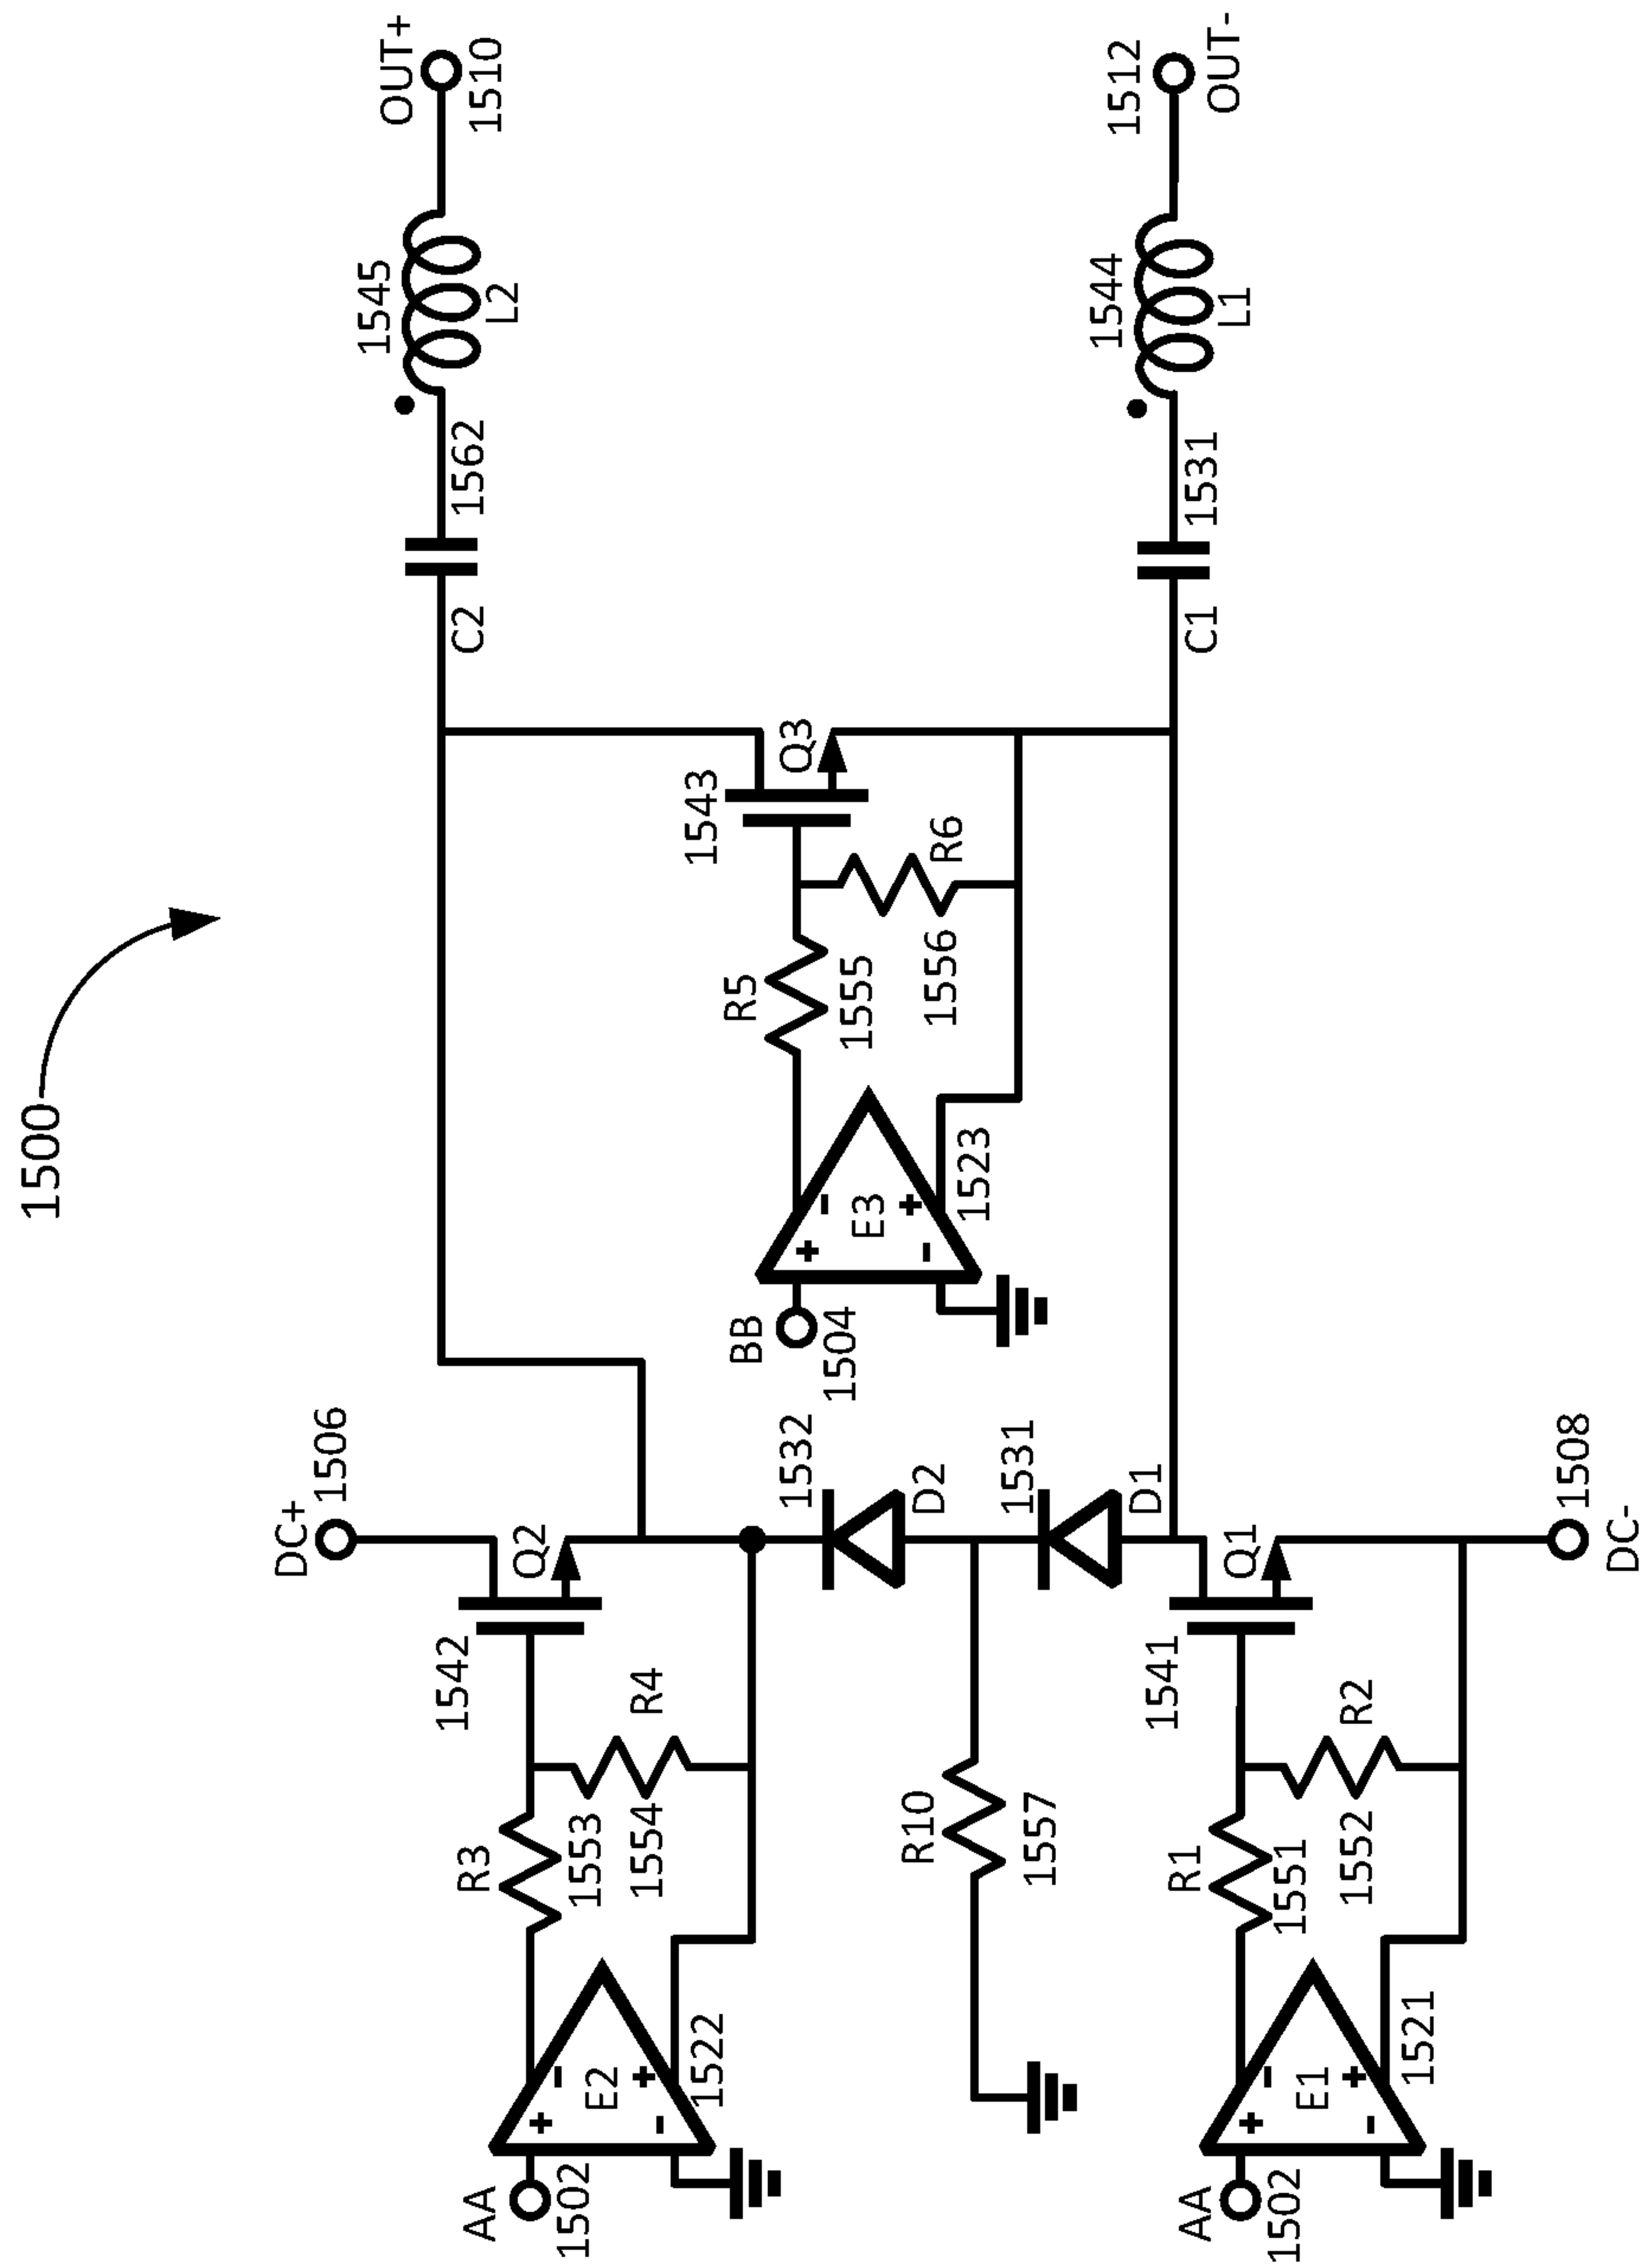 1500
OUT+
1510
1545
L2
1562
C2
DC+
1506
Q2
1542
R3
1553
R4
1554
AA
1502
+
-
E2
-
+
1522
1543
Q3
R5
1555
R6
1556
BB
1504
+
-
E3
-
+
1523
1532
D2
1531
D1
R10
1557
1512
OUT-
1544
L1
1531
C1
Q1
1541
R1
1551
R2
1552
AA
1502
+
-
E1
-
+
1521
1508
DC-